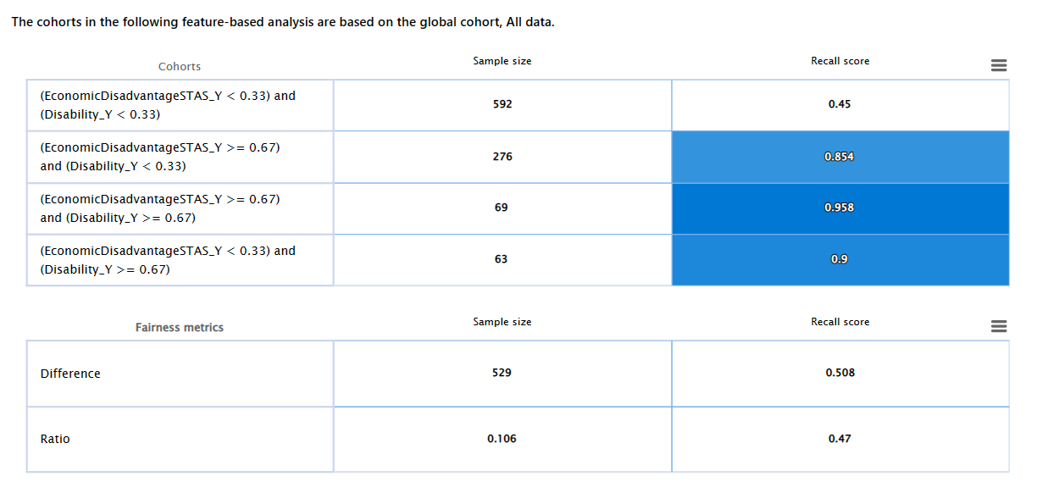 The cohorts in the following feature-based analysis are based on the global cohort, All data.
Cohorts
Sample size
Recall score
(EconomicDisadvantageSTAS_Y < 0.33) and
(Disability_Y < 0.33)
592
0.45
(EconomicDisadvantageSTAS_Y >= 0.67)
and (Disability_Y < 0.33)
276
0.854
(EconomicDisadvantageSTAS_Y >= 0.67)
and (Disability_Y >= 0.67)
69
0.958
(EconomicDisadvantageSTAS_Y < 0.33) and
(Disability_Y >= 0.67)
63
0.9
Fairness metrics
Sample size
Recall score
Difference
529
0.508
Ratio
0.106
0.47